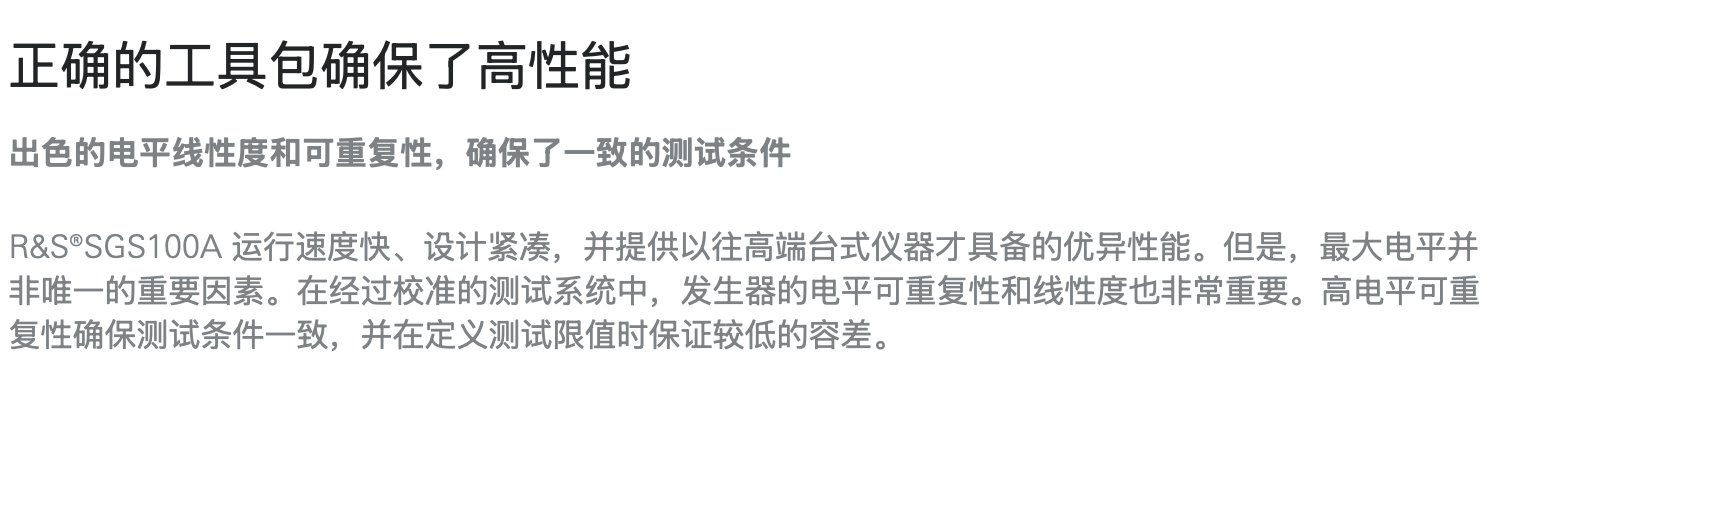 正确的工具包确保了高性能
出色的电平线性度和可重复性，确保了一致的测试条件
R&S®SGS100A 运行速度快、设计紧凑，并提供以往高端台式仪器才具备的优异性能。但是，最大电平并
非唯一的重要因素。在经过校准的测试系统中，发生器的电平可重复性和线性度也非常重要。高电平可重
复性确保测试条件一致，并在定义测试限值时保证较低的容差。